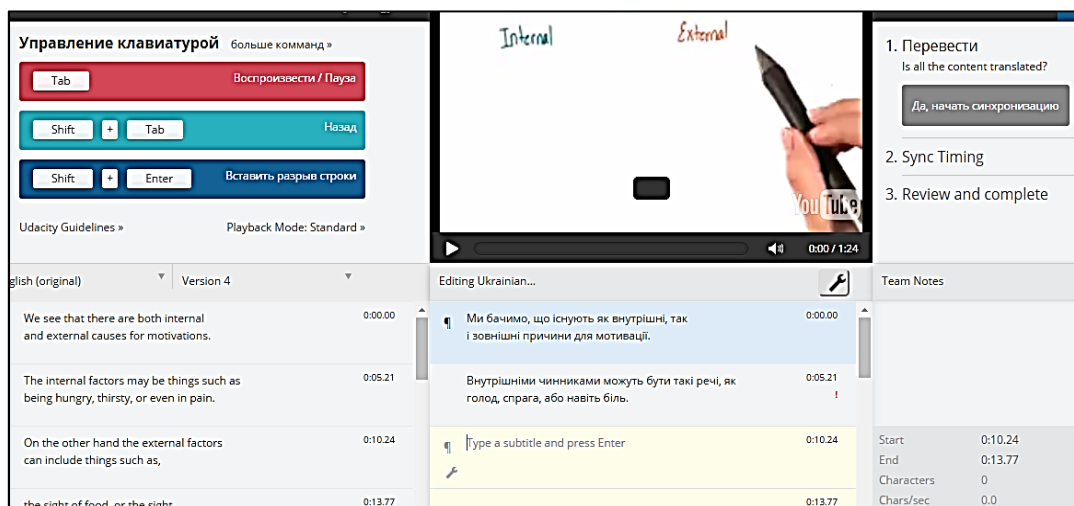 Управление клавиатурой больше комманд »
Tab Воспроизвести / Пауза
Shift + Tab Назад
Shift + Enter Вставить разрыв строки
Udacity Guidelines » Playback Mode: Standard »
Internal External
YouTube
0:00 / 1:24
1. Перевести
Is all the content translated?
Да, начать синхронизацию
2. Sync Timing
3. Review and complete
glish (original) Version 4
Editing Ukrainian...
Team Notes
We see that there are both internal 0:00.00
and external causes for motivations.
The internal factors may be things such as 0:05.21
being hungry, thirsty, or even in pain.
On the other hand the external factors 0:10.24
can include things such as,
the sight of food, or the sight 0:13.77
¶ Ми бачимо, що існують як внутрішні, так 0:00.00
і зовнішні причини для мотивації.
Внутрішніми чинниками можуть бути такі речі, як 0:05.21
голод, спрага, або навіть біль. !
¶ Type a subtitle and press Enter 0:10.24
0:13.77
Start 0:10.24
End 0:13.77
Characters 0
Chars/sec 0.0